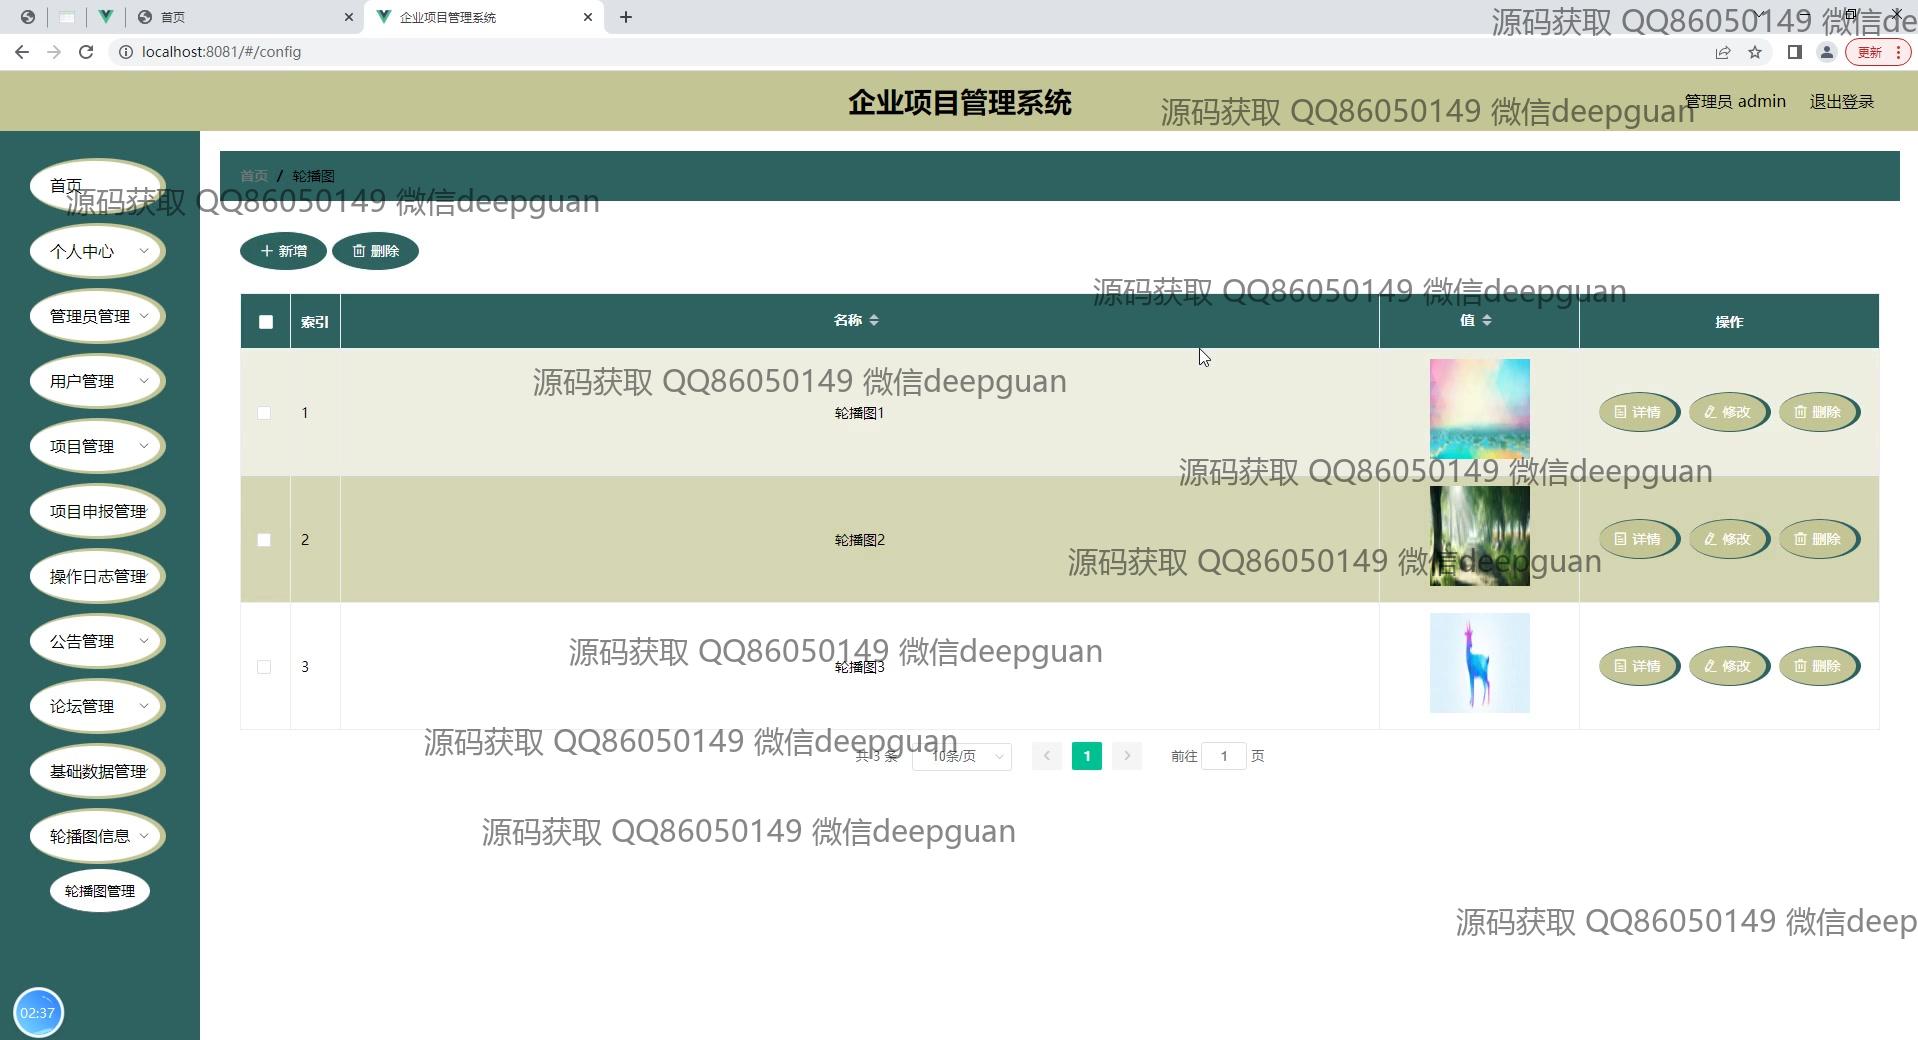 首页
企业项目管理系统
源码获取 QQ86050149 微信de
localhost:8081/#/config
更新
企业项目管理系统
源码获取 QQ86050149 微信deepguan
管理员 admin
退出登录
首页
首页 / 轮播图
源码获取 QQ86050149 微信deepguan
个人中心
新增
删除
源码获取 QQ86050149 微信deepguan
管理员管理
索引
名称
值
操作
用户管理
源码获取 QQ86050149 微信deepguan
1
轮播图1
详情
修改
删除
项目管理
源码获取 QQ86050149 微信deepguan
项目申报管理
2
轮播图2
详情
修改
删除
源码获取 QQ86050149 微信deepguan
操作日志管理
公告管理
源码获取 QQ86050149 微信deepguan
3
轮播图3
详情
修改
删除
论坛管理
源码获取 QQ86050149 微信deepguan
共 3 条
10条/页
1
前往 1 页
基础数据管理
轮播图信息
源码获取 QQ86050149 微信deepguan
轮播图管理
源码获取 QQ86050149 微信deep
02:37